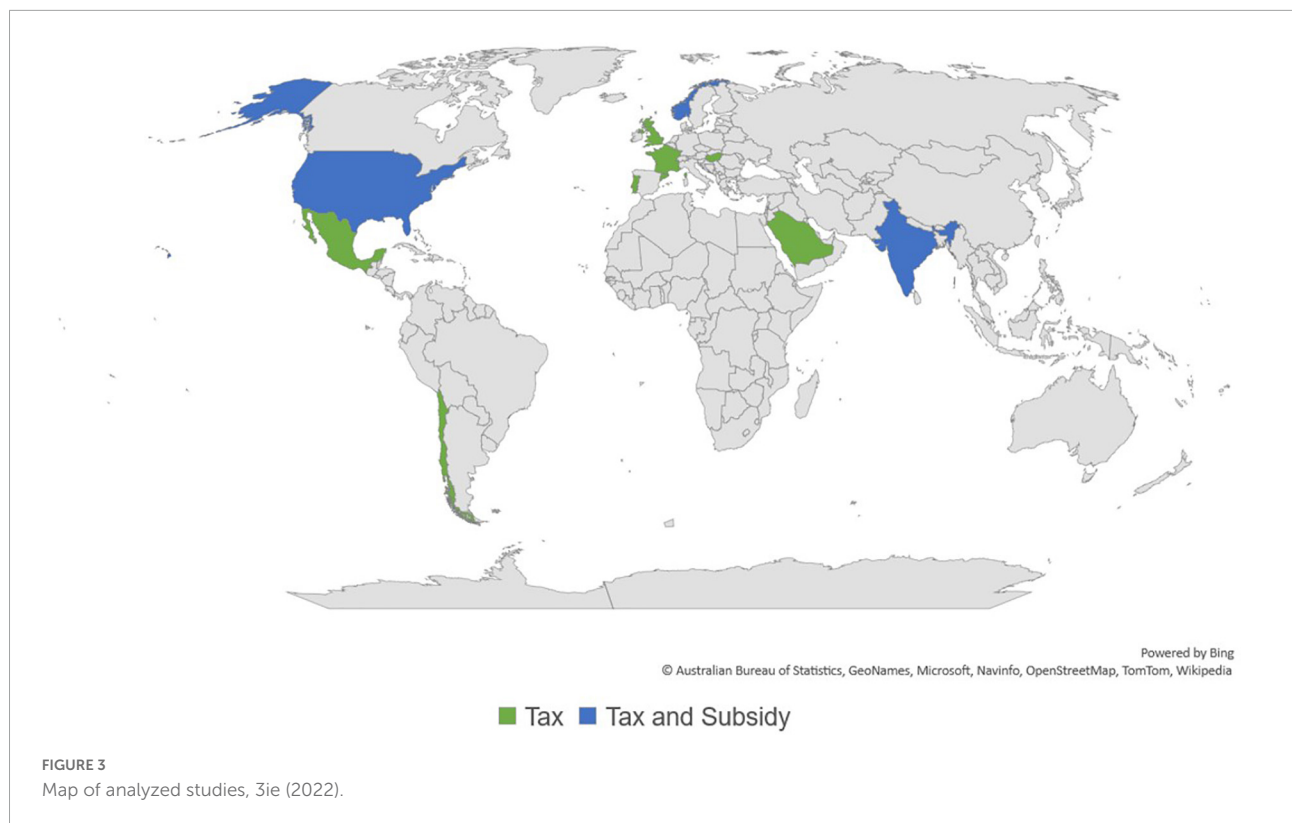 Powered by Bing
© Australian Bureau of Statistics, GeoNames, Microsoft, Navinfo, OpenStreetMap, TomTom, Wikipedia
Tax Tax and Subsidy
FIGURE 3
Map of analyzed studies, 3ie (2022).